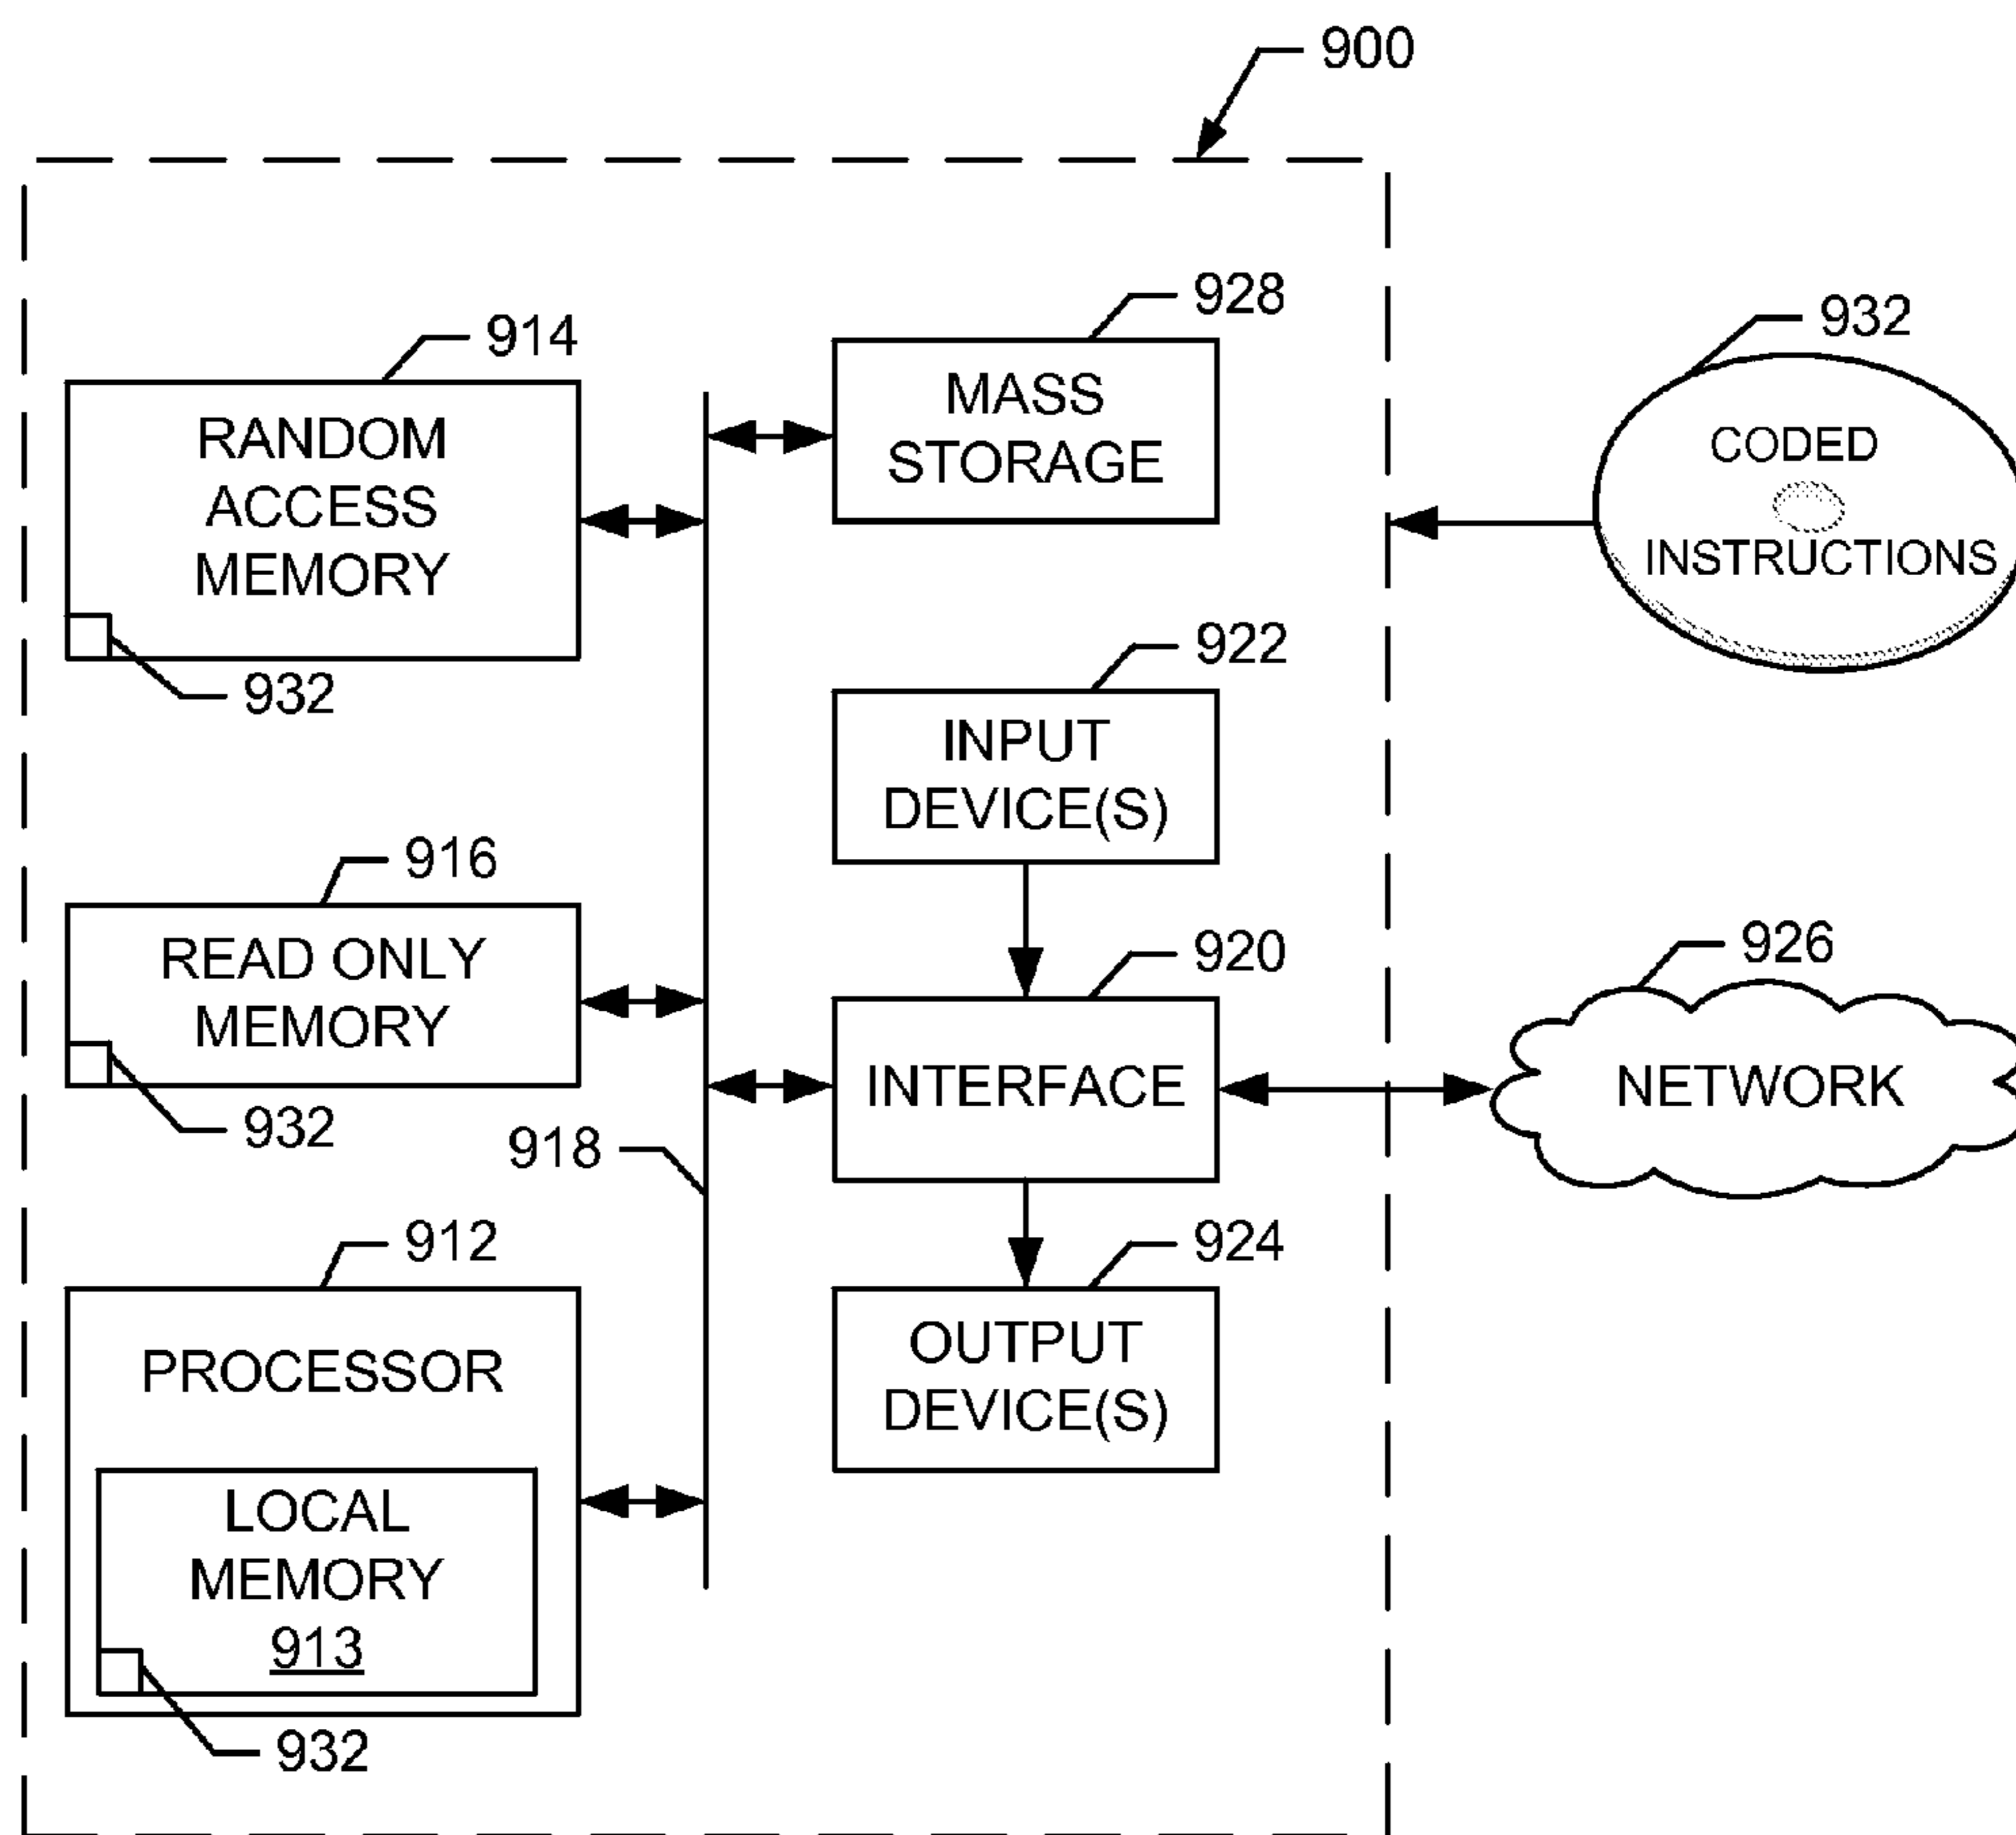 900
928
MASS
STORAGE
914
RANDOM
ACCESS
MEMORY
932
932
CODED
INSTRUCTIONS
922
INPUT
DEVICE(S)
916
READ ONLY
MEMORY
932
920
INTERFACE
926
NETWORK
918
912
PROCESSOR
LOCAL
MEMORY
913
932
924
OUTPUT
DEVICE(S)